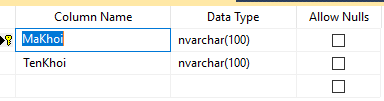 Column Name Data Type Allow Nulls
MaKhoi nvarchar(100)
TenKhoi nvarchar(100)